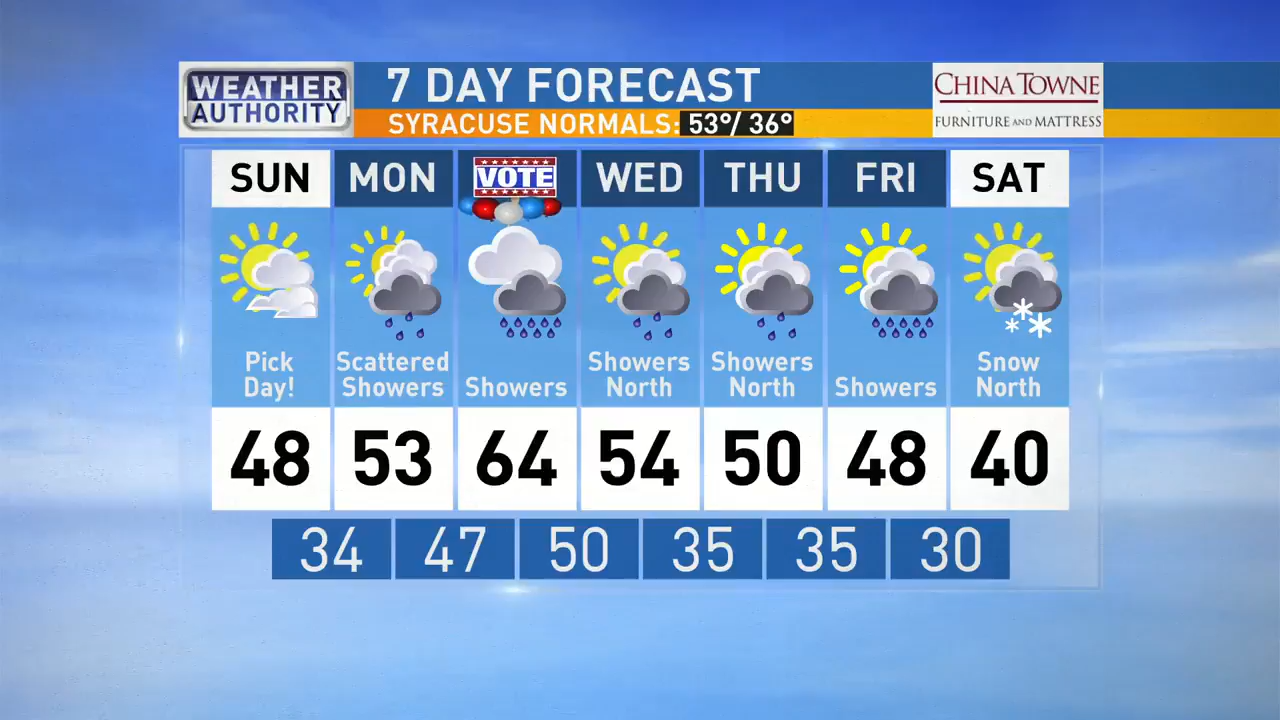 WEATHER
AUTHORITY
7 DAY FORECAST
SYRACUSE NORMALS: 53°/ 36°
CHINA TOWNE
FURNITURE AND MATTRESS
SUN MON VOTE WED THU FRI SAT
Pick
Day!
Scattered
Showers
Showers
Showers
North
Showers
North
Showers
Snow
North
48 53 64 54 50 48 40
34 47 50 35 35 30